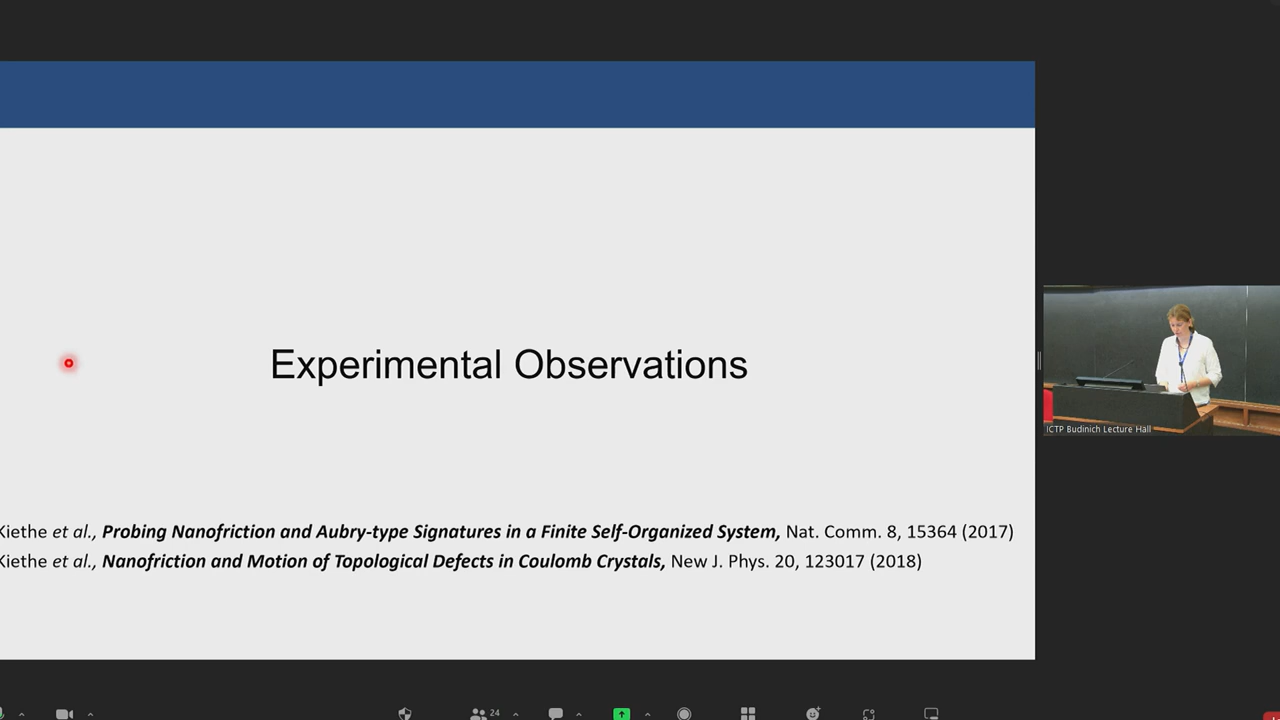 Experimental Observations
Kiethe et al., Probing Nanofriction and Aubry-type Signatures in a Finite Self-Organized System, Nat. Comm. 8, 15364 (2017)
Kiethe et al., Nanofriction and Motion of Topological Defects in Coulomb Crystals, New J. Phys. 20, 123017 (2018)
ICTP Budinich Lecture Hall
24